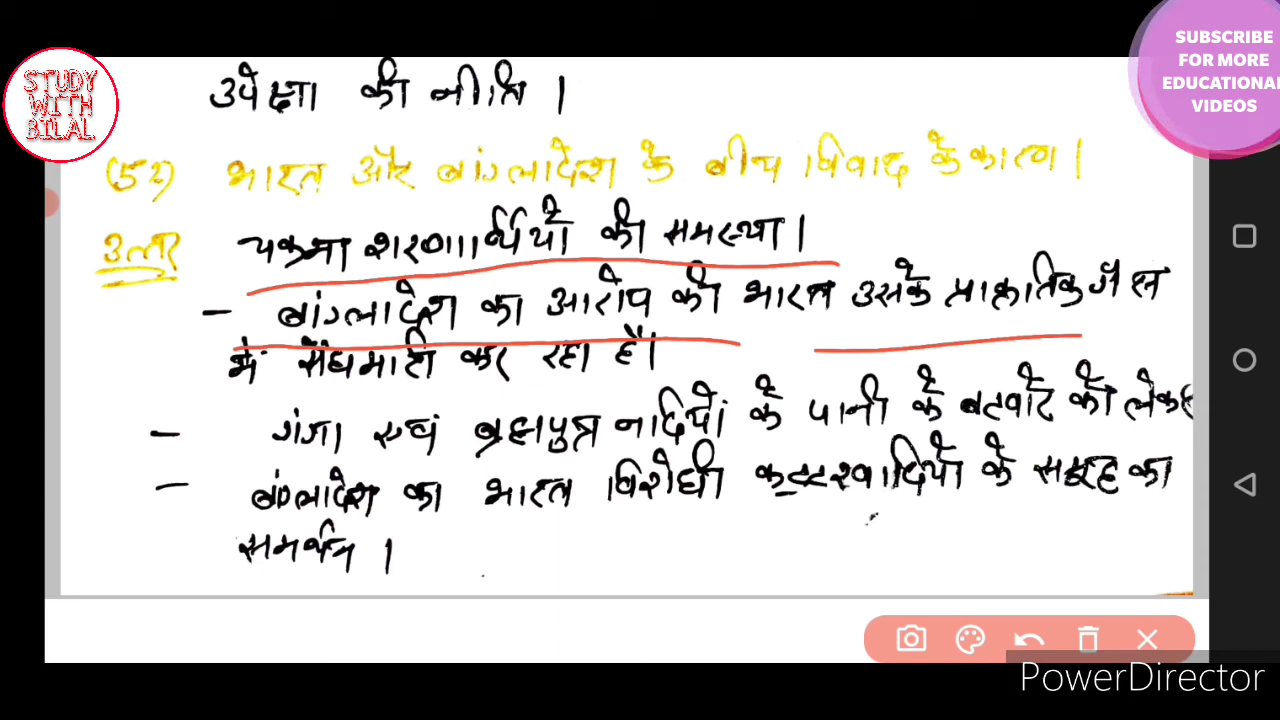 STUDY
WITH
BILAL
SUBSCRIBE
FOR MORE
EDUCATIONAL
VIDEOS
उपेक्षा की नीति ।
(52) भारत और बांग्लादेश के बीच विवाद के कारण ।
उत्तर चकमा शरणार्थियों की समस्या ।
- बांग्लादेश का आरोप की भारत उसके प्राकृतिक गैस
में सेंधमारी कर रहा है ।
- गंगा एवं ब्रह्मपुत्र नदियों के पानी के बटवारे को लेकर
- बांग्लादेश का भारत विरोधी कट्टरवादियों के समूह का
समर्थन ।
PowerDirector